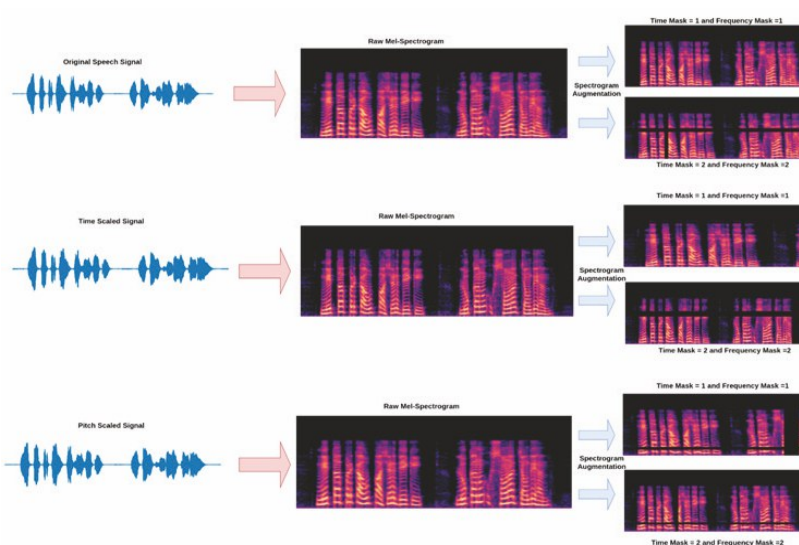 Original Speech Signal
Raw Mel-Spectrogram
Time Mask = 1 and Frequency Mask =1
Spectrogram
Augmentation
Time Mask = 2 and Frequency Mask =2
Time Scaled Signal
Raw Mel-Spectrogram
Time Mask = 1 and Frequency Mask =1
Spectrogram
Augmentation
Time Mask = 2 and Frequency Mask =2
Pitch Scaled Signal
Raw Mel-Spectrogram
Time Mask = 1 and Frequency Mask =1
Spectrogram
Augmentation
Time Mask = 2 and Frequency Mask =2